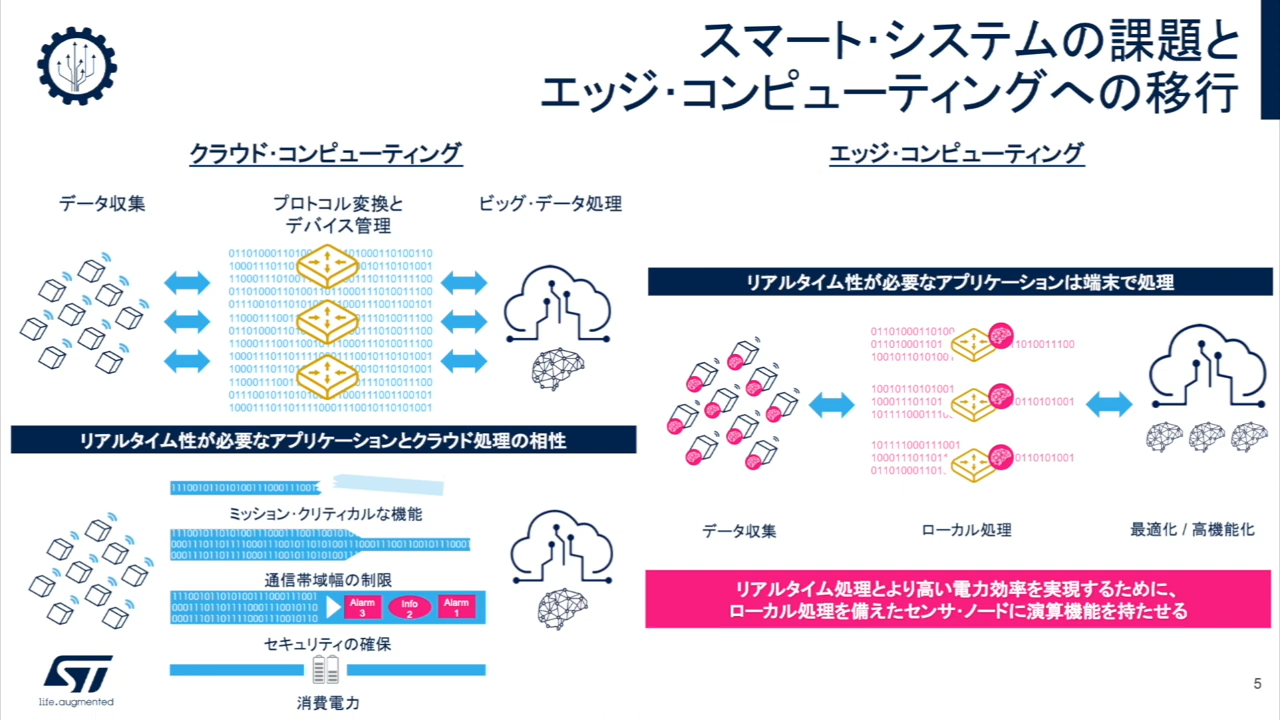 スマート・システムの課題と
エッジ・コンピューティングへの移行
クラウド・コンピューティング
データ収集
プロトコル変換と
デバイス管理
ビッグ・データ処理
リアルタイム性が必要なアプリケーションとクラウド処理の相性
ミッション・クリティカルな機能
通信帯域幅の制限
Alarm
3
Info
2
Alarm
1
セキュリティの確保
消費電力
エッジ・コンピューティング
リアルタイム性が必要なアプリケーションは端末で処理
データ収集
ローカル処理
最適化 / 高機能化
リアルタイム処理とより高い電力効率を実現するために、
ローカル処理を備えたセンサ・ノードに演算機能を持たせる
ST
life.augmented
5